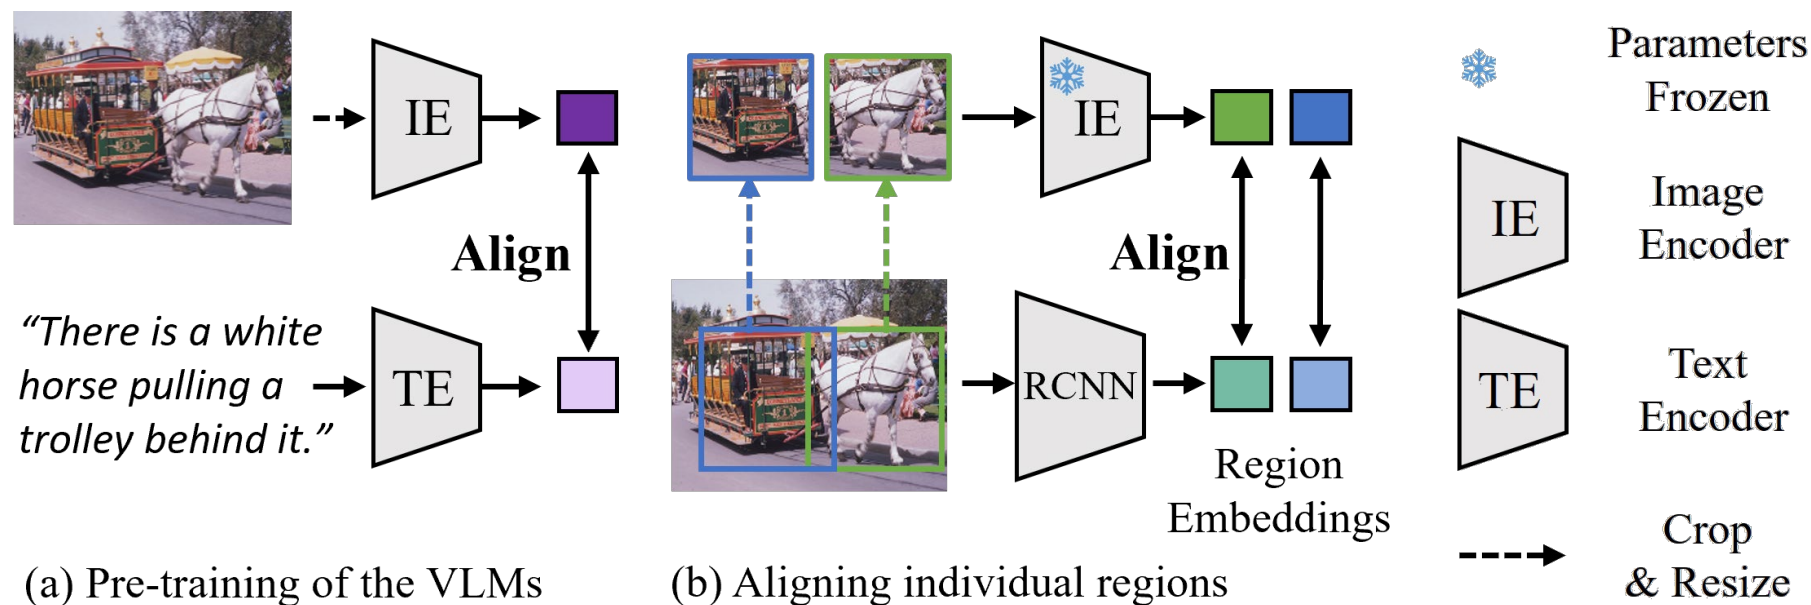 IE
Align
“There is a white
horse pulling a
trolley behind it.”
TE
(a) Pre-training of the VLMs
IE
Align
RCNN
Region
Embeddings
(b) Aligning individual regions
Parameters
Frozen
IE
Image
Encoder
TE
Text
Encoder
Crop
& Resize